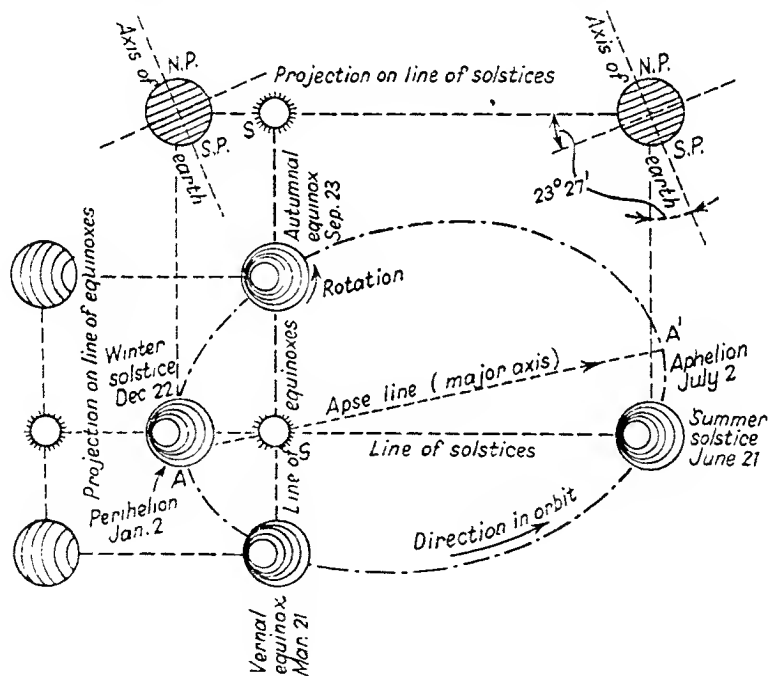 Axis of
earth
N.P.
S.P.
Projection on line of solstices
S
Axis of
earth
N.P.
S.P.
23°27'
Autumnal
equinox
Sep. 23
Rotation
Projection on line of equinoxes
Winter
solstice
Dec 22
Line of equinoxes
S
Apse line (major axis)
A'
Aphelion
July 2
Line of solstices
Summer
solstice
June 21
A
Perihelion
Jan. 2
Direction in orbit
Vernal
equinox
Mar. 21